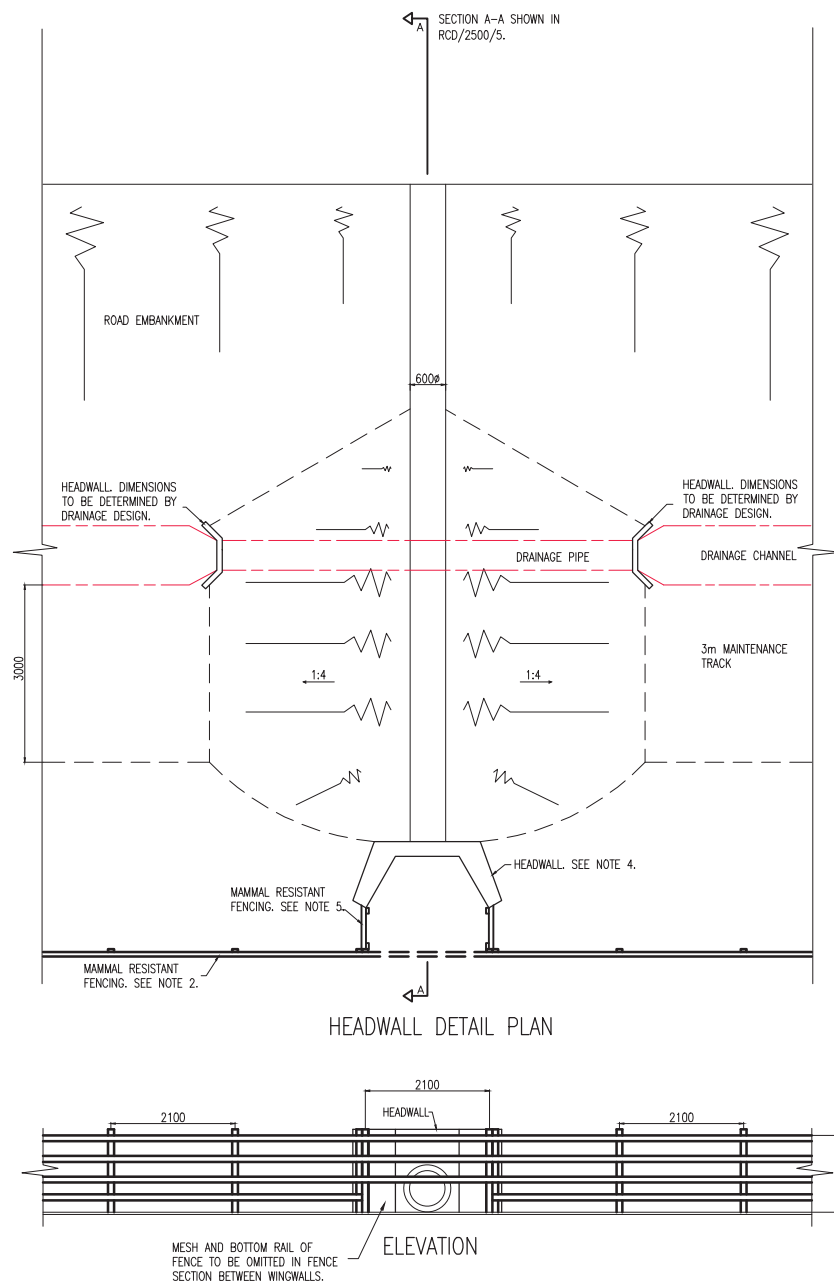 A
SECTION A-A SHOWN IN
RCD/2500/5.
ROAD EMBANKMENT
600ø
HEADWALL. DIMENSIONS
TO BE DETERMINED BY
DRAINAGE DESIGN.
HEADWALL. DIMENSIONS
TO BE DETERMINED BY
DRAINAGE DESIGN.
DRAINAGE PIPE
DRAINAGE CHANNEL
3000
3m MAINTENANCE
TRACK
1:4
1:4
HEADWALL. SEE NOTE 4.
MAMMAL RESISTANT
FENCING. SEE NOTE 5.
MAMMAL RESISTANT
FENCING. SEE NOTE 2.
A
HEADWALL DETAIL PLAN
2100
2100
HEADWALL
2100
ELEVATION
MESH AND BOTTOM RAIL OF
FENCE TO BE OMITTED IN FENCE
SECTION BETWEEN WINGWALLS.